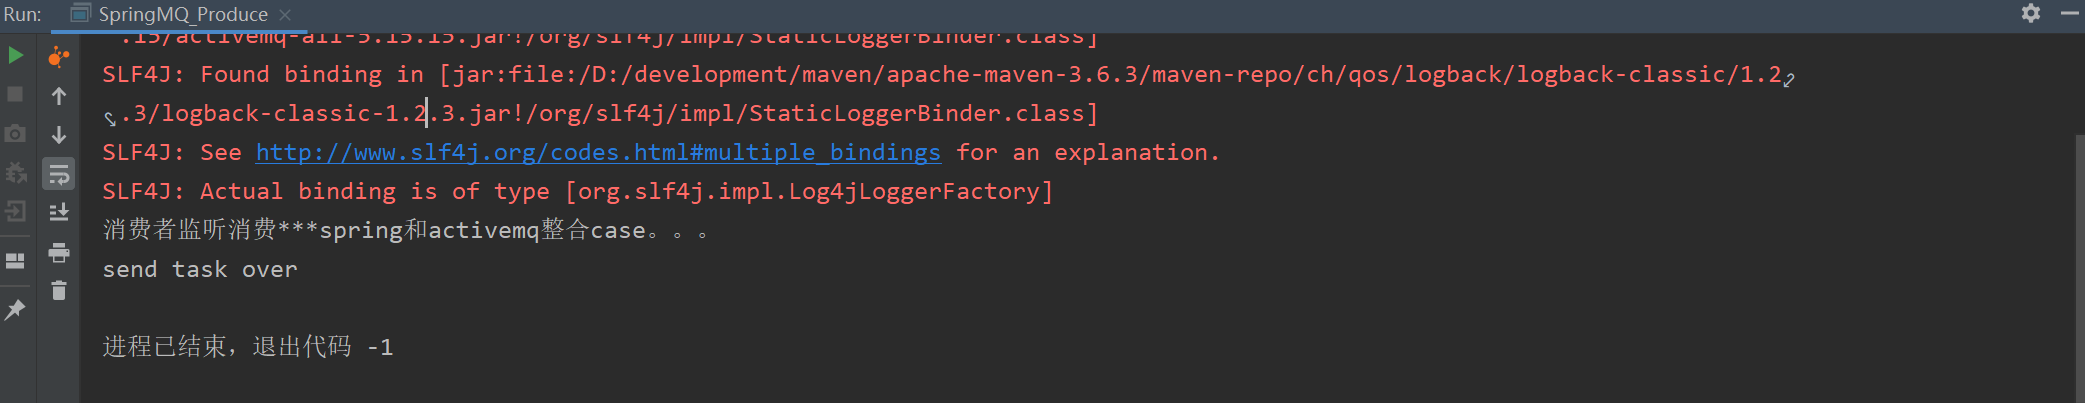 Run: SpringMQ_Produce
.15/activemq-all-5.15.15.jar!/org/slf4j/impl/StaticLoggerBinder.class]
SLF4J: Found binding in [jar:file:/D:/development/maven/apache-maven-3.6.3/maven-repo/ch/qos/logback/logback-classic/1.2
.3/logback-classic-1.2.3.jar!/org/slf4j/impl/StaticLoggerBinder.class]
SLF4J: See http://www.slf4j.org/codes.html#multiple_bindings for an explanation.
SLF4J: Actual binding is of type [org.slf4j.impl.Log4jLoggerFactory]
消费者监听消费***spring和activemq整合case。。。
send task over
进程已结束，退出代码 -1